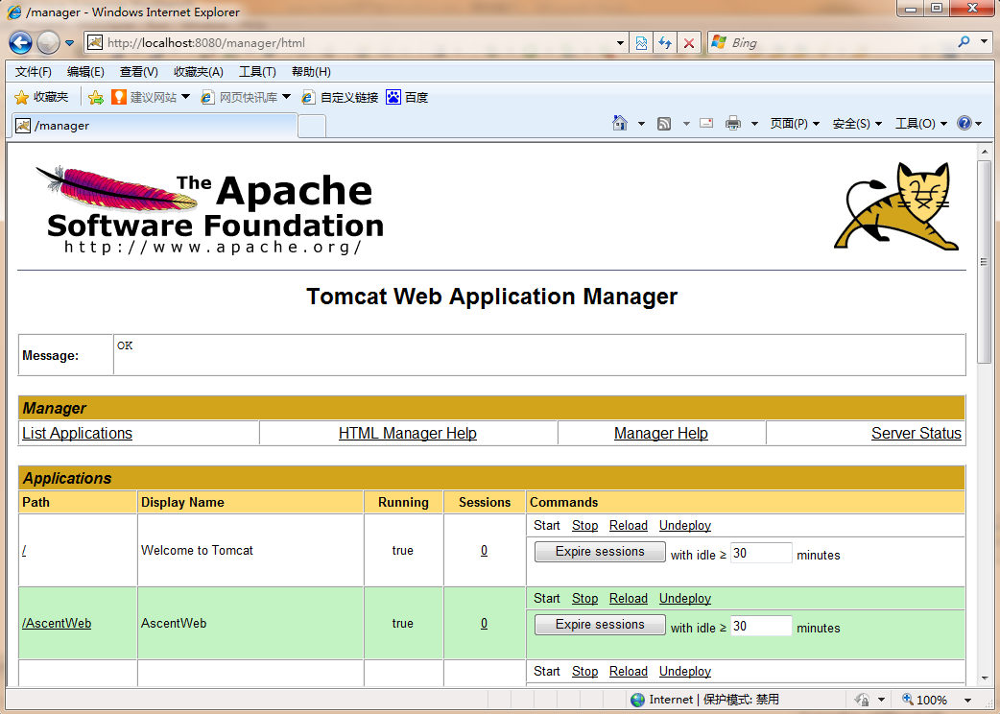 /manager - Windows Internet Explorer
http://localhost:8080/manager/html
Bing
文件(F) 编辑(E) 查看(V) 收藏夹(A) 工具(T) 帮助(H)
收藏夹 建议网站 网页快讯库 自定义链接 百度
/manager
页面(P) 安全(S) 工具(O)
The Apache
Software Foundation
http://www.apache.org/
Tomcat Web Application Manager
Message: OK
Manager
List Applications HTML Manager Help Manager Help Server Status
Applications
Path Display Name Running Sessions Commands
Start Stop Reload Undeploy
/ Welcome to Tomcat true 0
Expire sessions with idle ≥ 30 minutes
Start Stop Reload Undeploy
/AscentWeb AscentWeb true 0
Expire sessions with idle ≥ 30 minutes
Start Stop Reload Undeploy
Internet | 保护模式: 禁用 100%